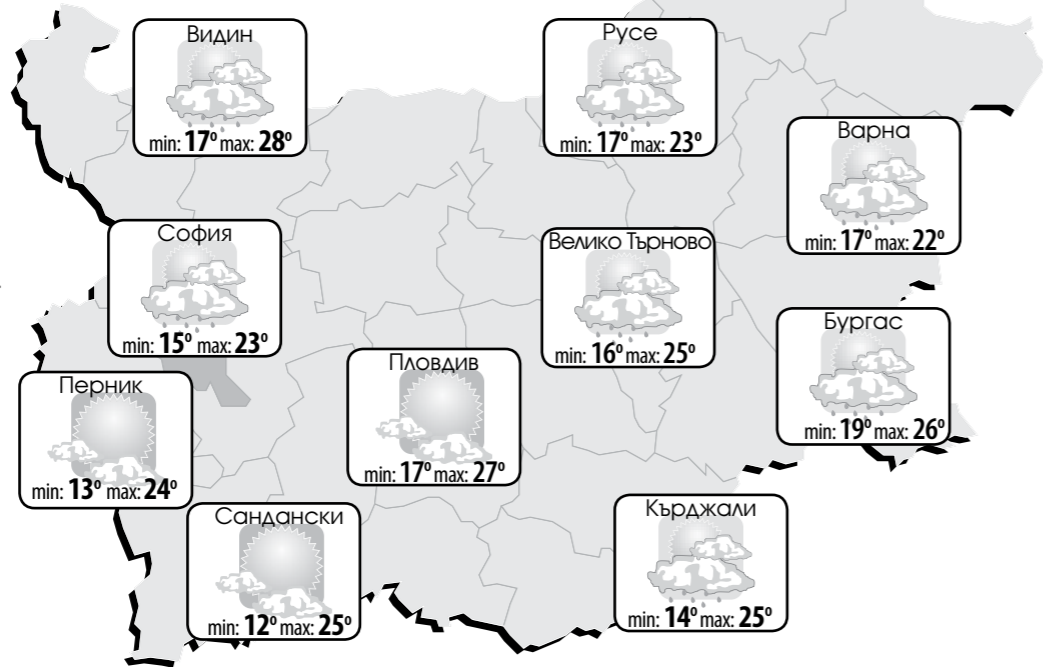 Видин
min: 17° max: 28°
Русе
min: 17° max: 23°
Варна
min: 17° max: 22°
София
min: 15° max: 23°
Велико Търново
min: 16° max: 25°
Бургас
min: 19° max: 26°
Пловдив
min: 17° max: 27°
Перник
min: 13° max: 24°
Сандански
min: 12° max: 25°
Кърджали
min: 14° max: 25°